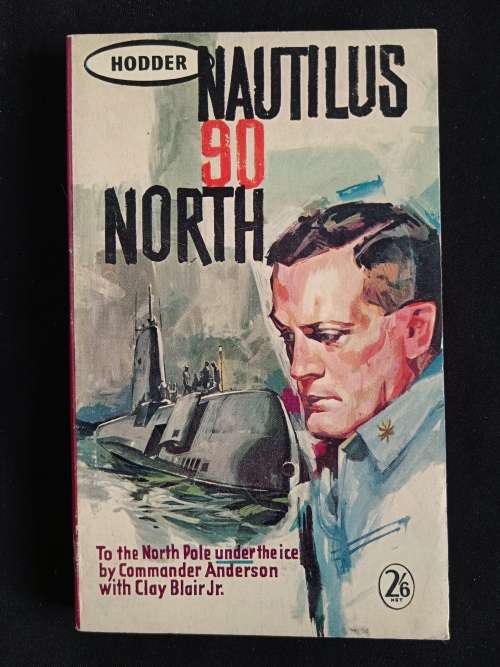 HODDER
NAUTILUS
90
NORTH
To the North Pole under the ice
by Commander Anderson
with Clay Blair Jr.
2/6
NET